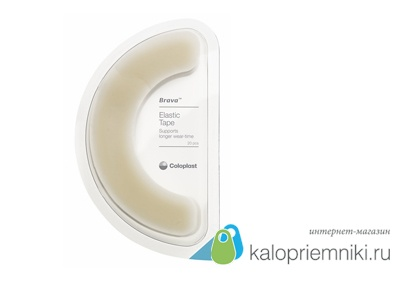 Brava™
Elastic
Tape
Supports
longer wear-time
Coloplast
интернет-магазин
kalopriemniki.ru